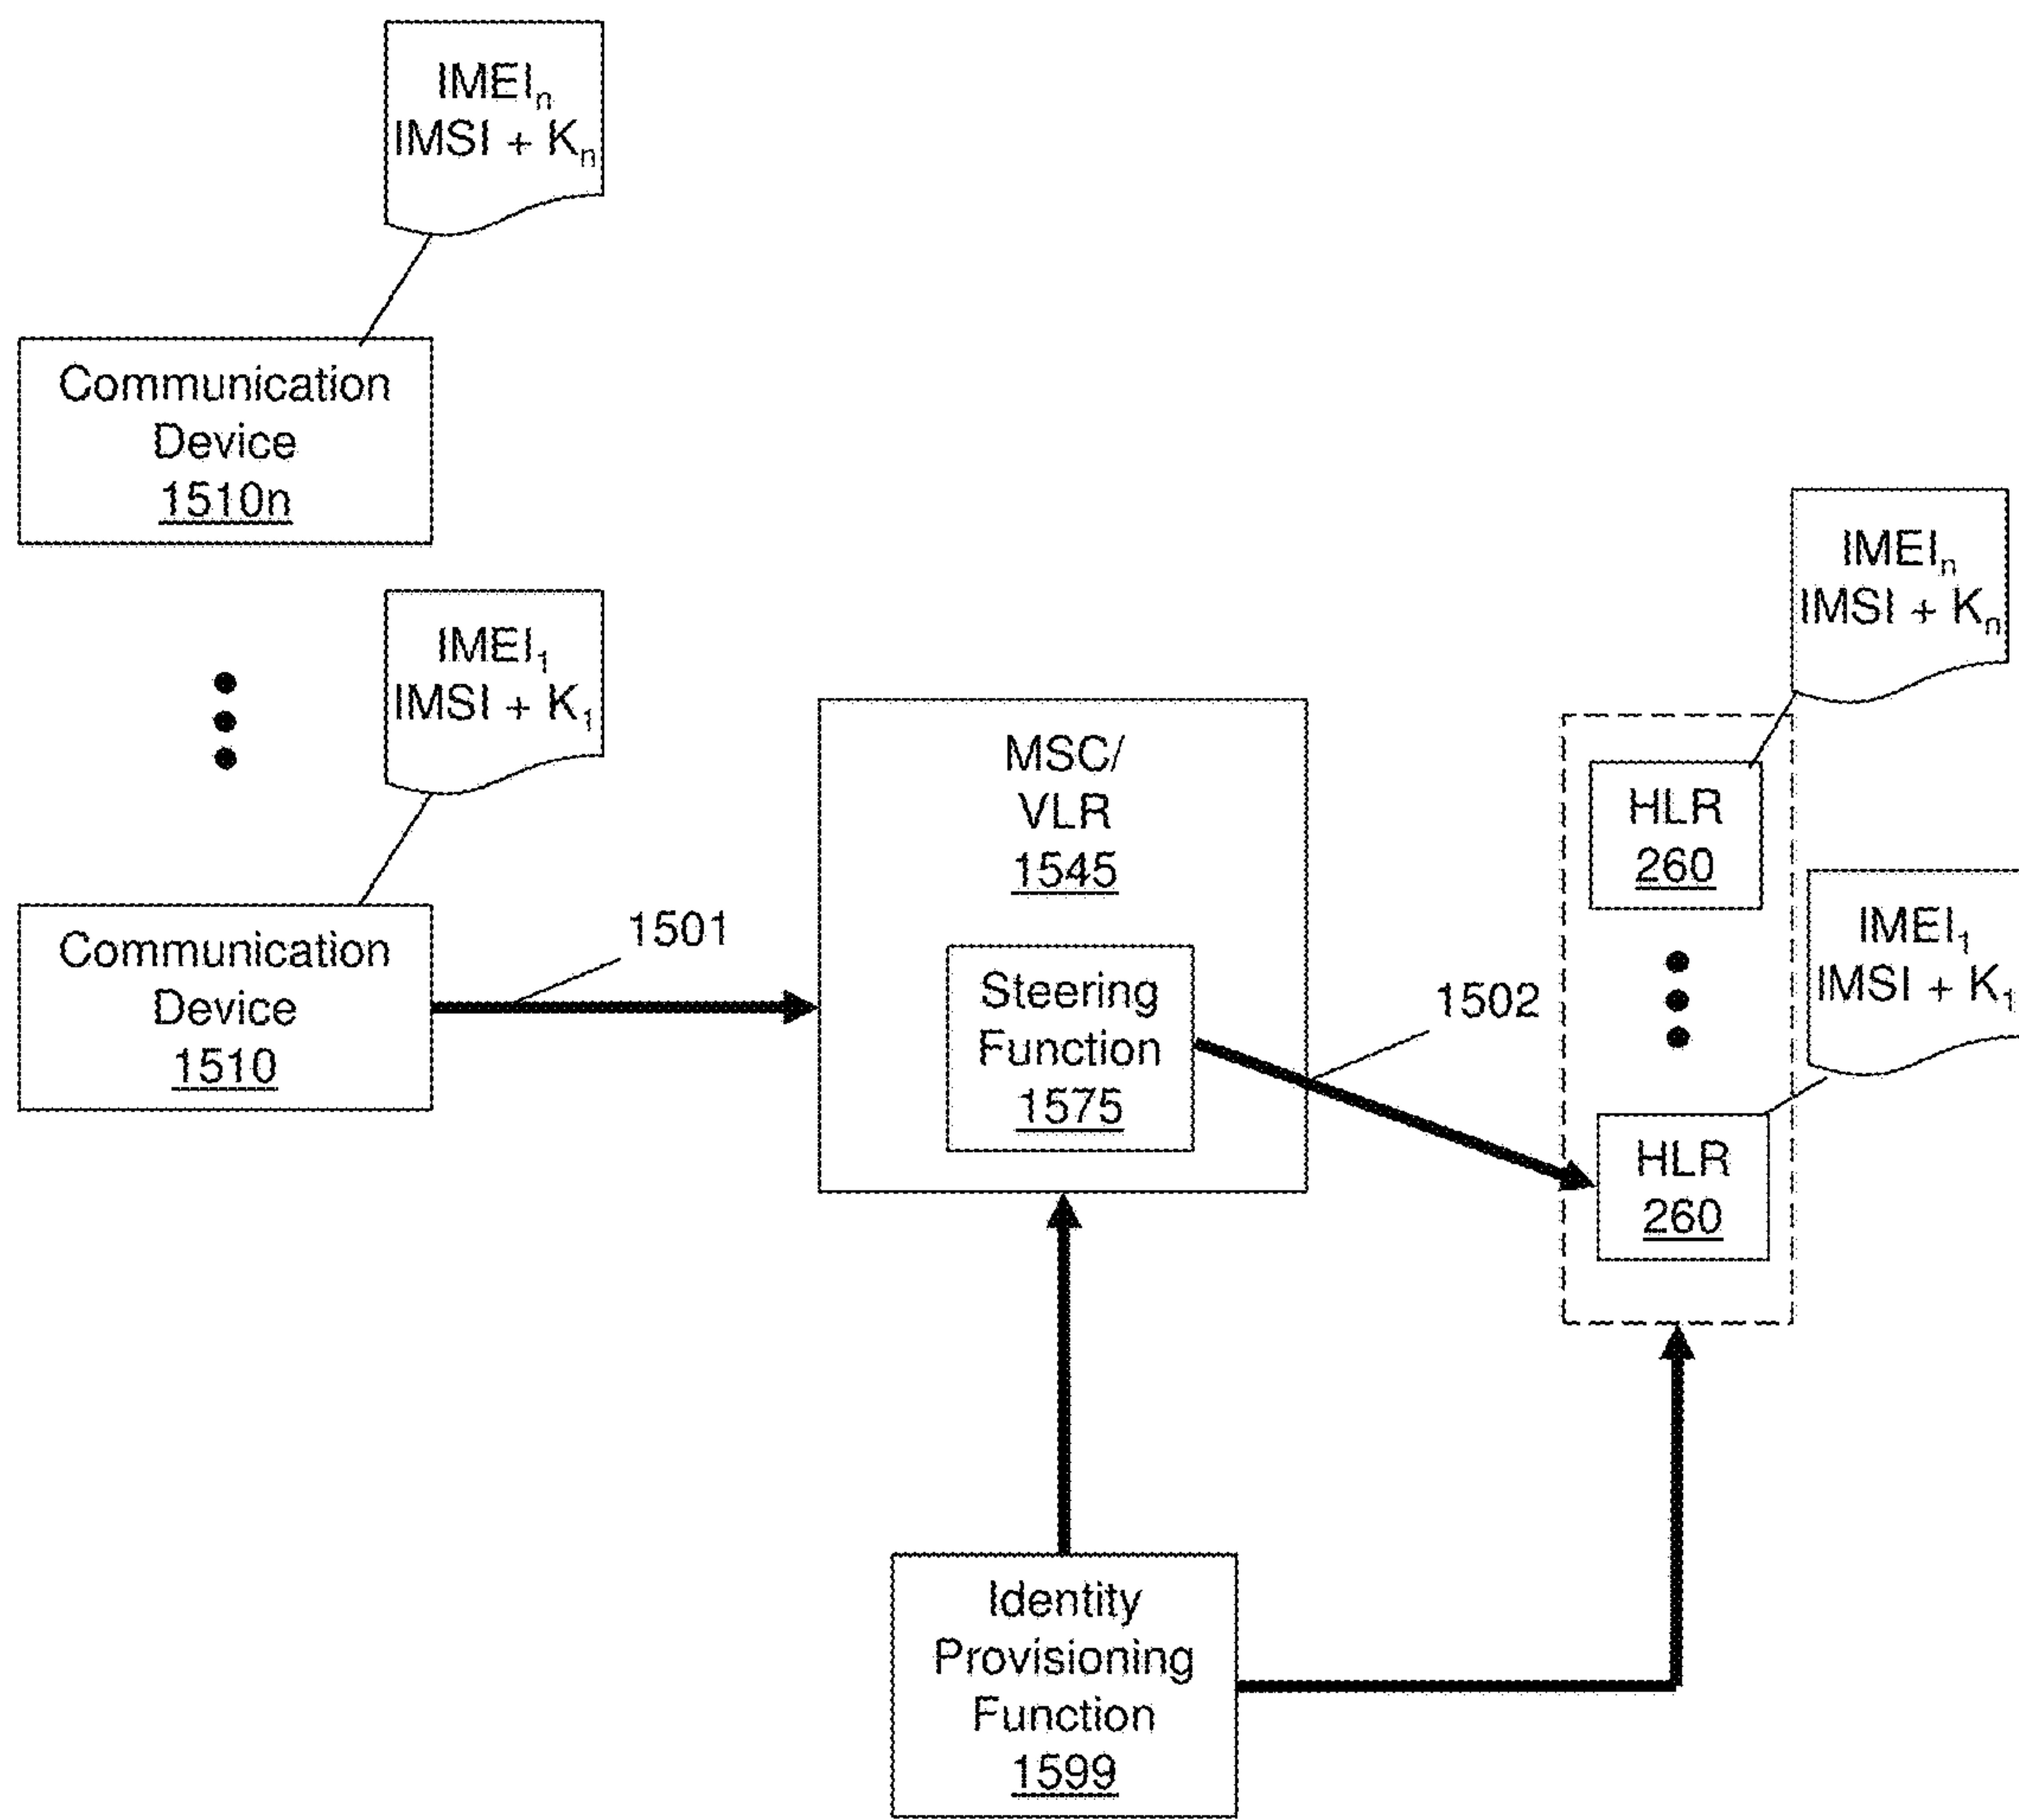 IMEIn
IMSI + Kn
Communication
Device
1510n
IMEI1
IMSI + K1
Communication
Device
1510
1501
MSC/
VLR
1545
Steering
Function
1575
1502
IMEIn
IMSI + Kn
HLR
260
IMEI1
IMSI + K1
HLR
260
Identity
Provisioning
Function
1599